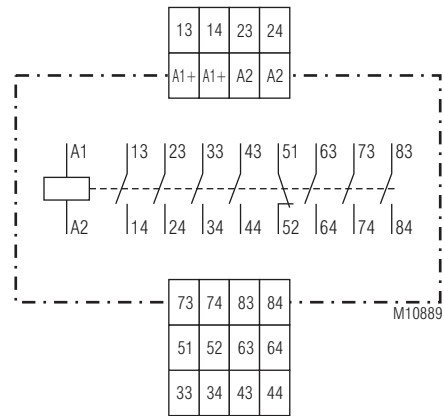 13 14 23 24
A1+ A1+ A2 A2
A1 13 23 33 43 51 63 73 83
A2 14 24 34 44 52 64 74 84
73 74 83 84
M10889
51 52 63 64
33 34 43 44